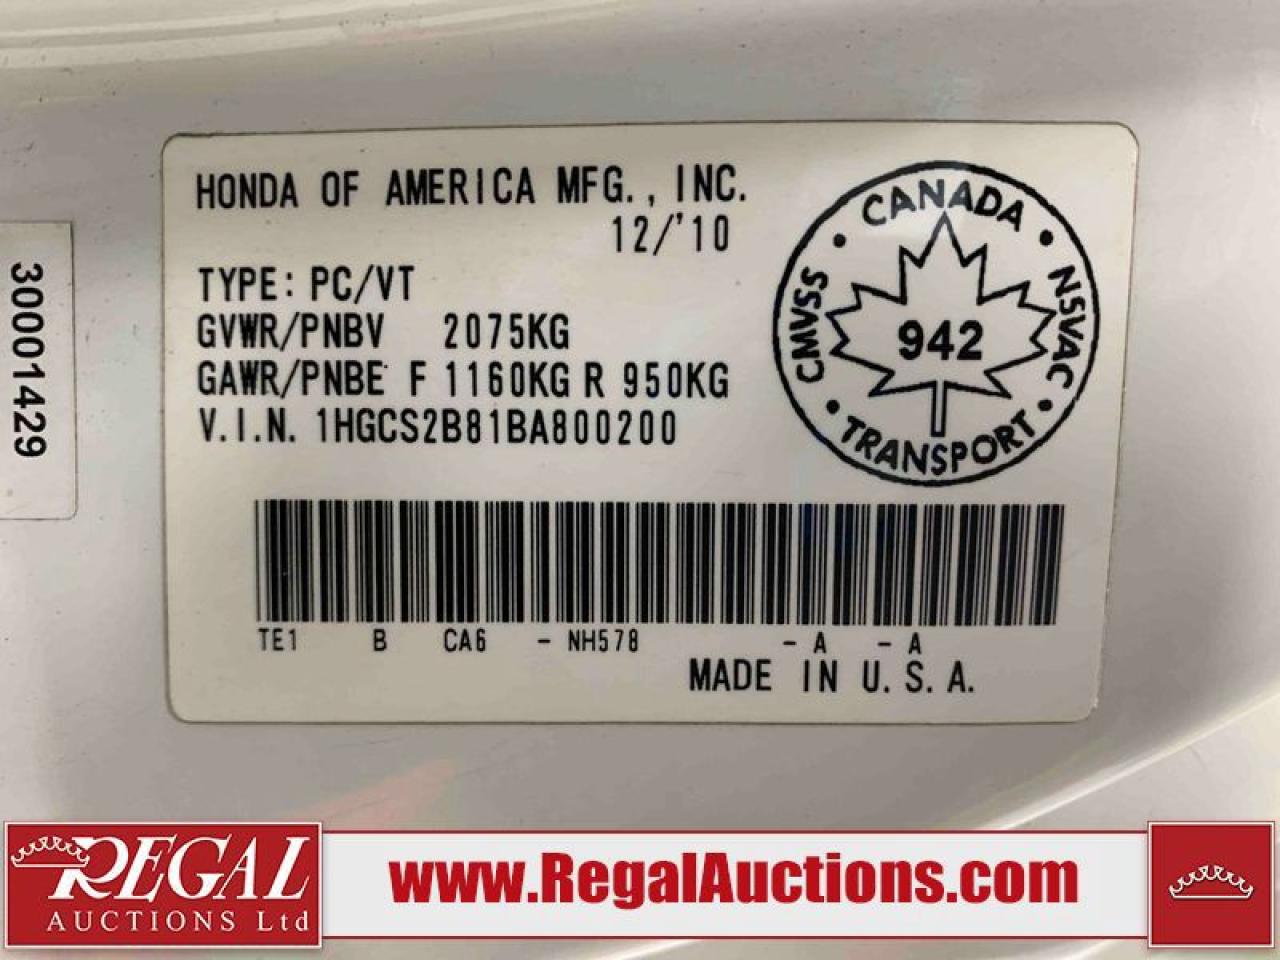 HONDA OF AMERICA MFG., INC.
12/'10
TYPE: PC/VT
GVWR/PNBV 2075KG
GAWR/PNBE F 1160KG R 950KG
V.I.N. 1HGCS2B81BA800200
CANADA
CMVSS
NSVAC
942
TRANSPORT
TE1 B CA6 - NH578 - A - A
MADE IN U.S.A.
30001429
REGAL
AUCTIONS Ltd
www.RegalAuctions.com